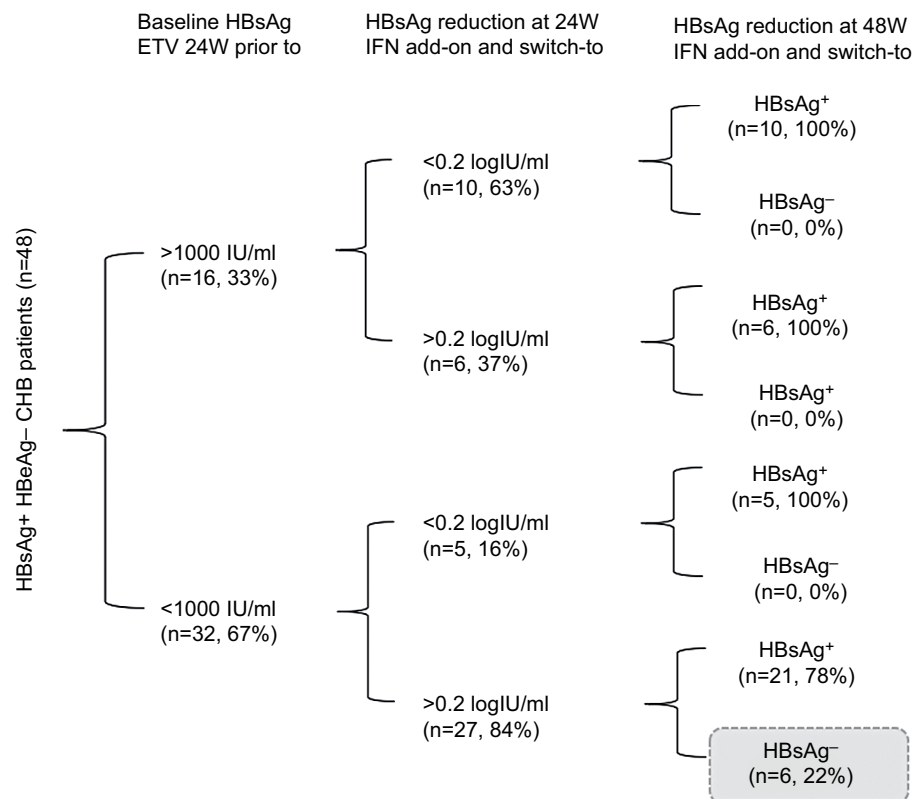 Baseline HBsAg
ETV 24W prior to
HBsAg reduction at 24W
IFN add-on and switch-to
HBsAg reduction at 48W
IFN add-on and switch-to
HBsAg+ HBeAg– CHB patients (n=48)
>1000 IU/ml
(n=16, 33%)
<0.2 logIU/ml
(n=10, 63%)
HBsAg⁺
(n=10, 100%)
HBsAg⁻
(n=0, 0%)
>0.2 logIU/ml
(n=6, 37%)
HBsAg⁺
(n=6, 100%)
HBsAg⁺
(n=0, 0%)
<1000 IU/ml
(n=32, 67%)
<0.2 logIU/ml
(n=5, 16%)
HBsAg⁺
(n=5, 100%)
HBsAg⁻
(n=0, 0%)
>0.2 logIU/ml
(n=27, 84%)
HBsAg⁺
(n=21, 78%)
HBsAg⁻
(n=6, 22%)